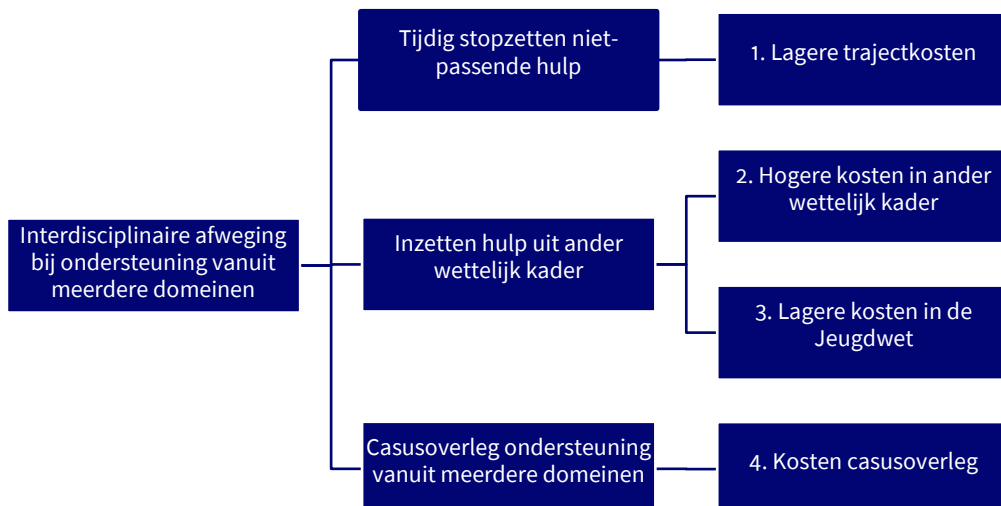 Tijdig stopzetten niet-
passende hulp
1. Lagere trajectkosten
2. Hogere kosten in ander
wettelijk kader
Interdisciplinaire afweging
bij ondersteuning vanuit
meerdere domeinen
Inzetten hulp uit ander
wettelijk kader
3. Lagere kosten in de
Jeugdwet
Casusoverleg ondersteuning
vanuit meerdere domeinen
4. Kosten casusoverleg